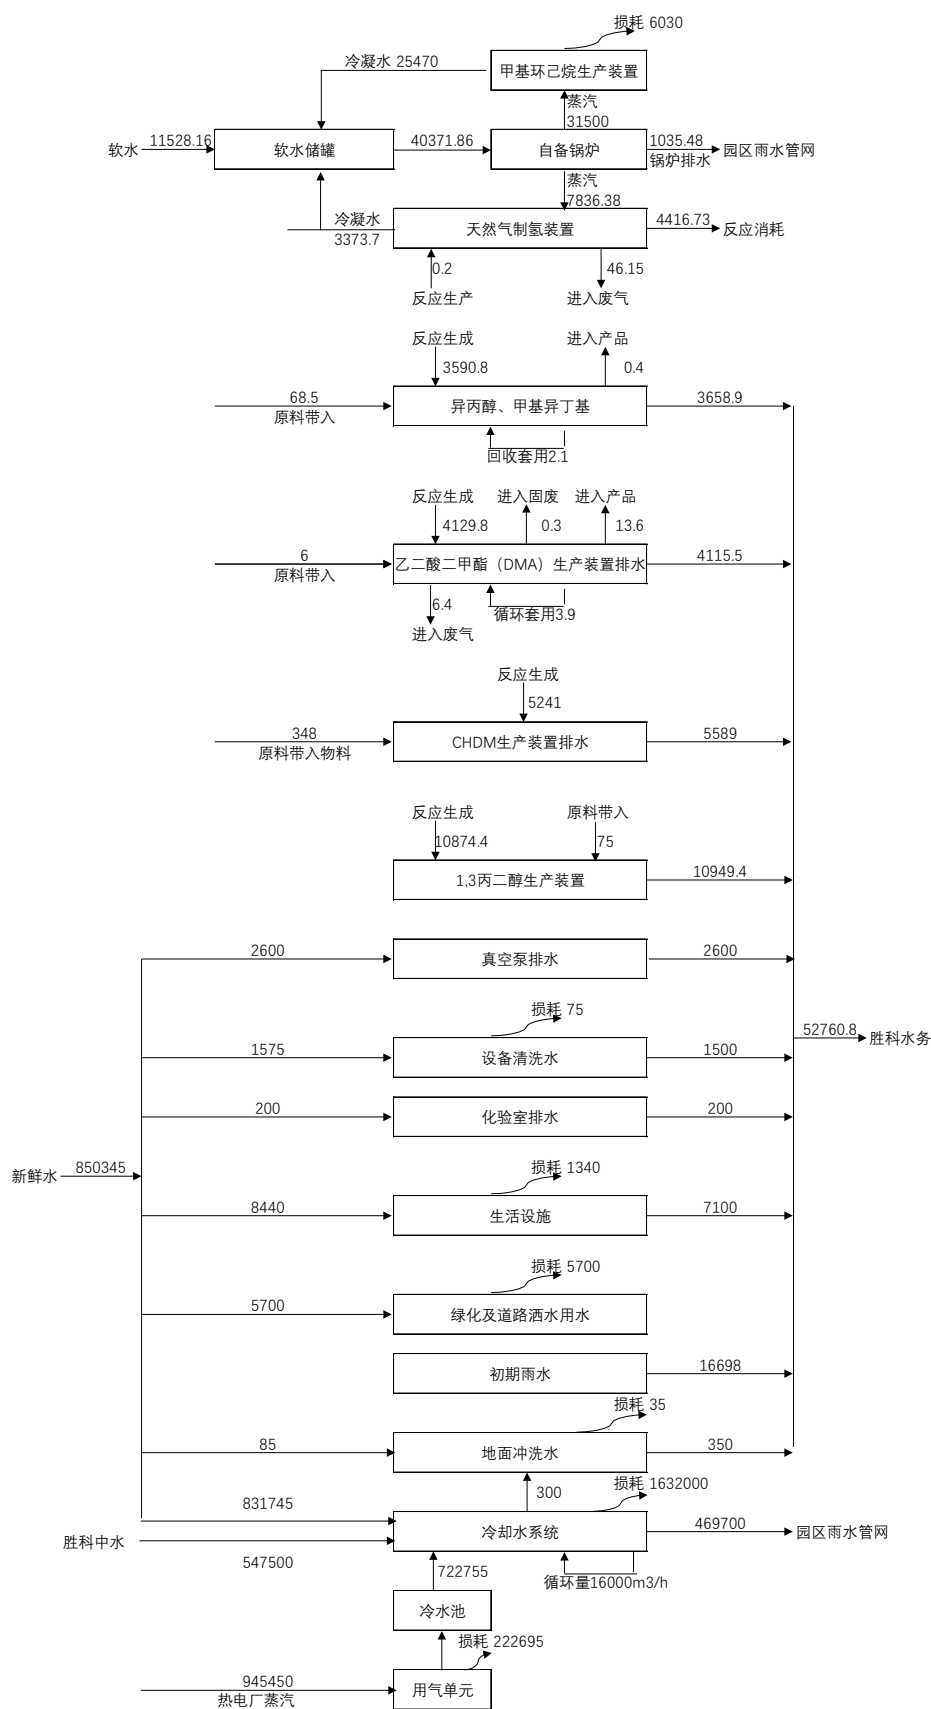 损耗 6030
冷凝水 25470
甲基环己烷生产装置
蒸汽
31500
软水
11528.16
软水储罐
40371.86
自备锅炉
1035.48
锅炉排水
园区雨水管网
蒸汽
7836.38
冷凝水
3373.7
天然气制氢装置
4416.73
反应消耗
0.2
46.15
反应生产
进入废气
反应生成
进入产品
3590.8
0.4
68.5
原料带入
异丙醇、甲基异丁基
3658.9
回收套用2.1
反应生成
进入固废
进入产品
4129.8
0.3
13.6
6
原料带入
乙二酸二甲酯（DMA）生产装置排水
4115.5
6.4
循环套用3.9
进入废气
反应生成
5241
348
原料带入物料
CHDM生产装置排水
5589
反应生成
原料带入
10874.4
75
1,3丙二醇生产装置
10949.4
2600
真空泵排水
2600
损耗 75
1575
设备清洗水
1500
52760.8
胜科水务
200
化验室排水
200
新鲜水
850345
损耗 1340
8440
生活设施
7100
损耗 5700
5700
绿化及道路洒水用水
初期雨水
16698
损耗 35
85
地面冲洗水
350
300
损耗 1632000
831745
胜科中水
547500
冷却水系统
469700
园区雨水管网
722755
循环量16000m3/h
冷水池
损耗 222695
945450
热电厂蒸汽
用气单元